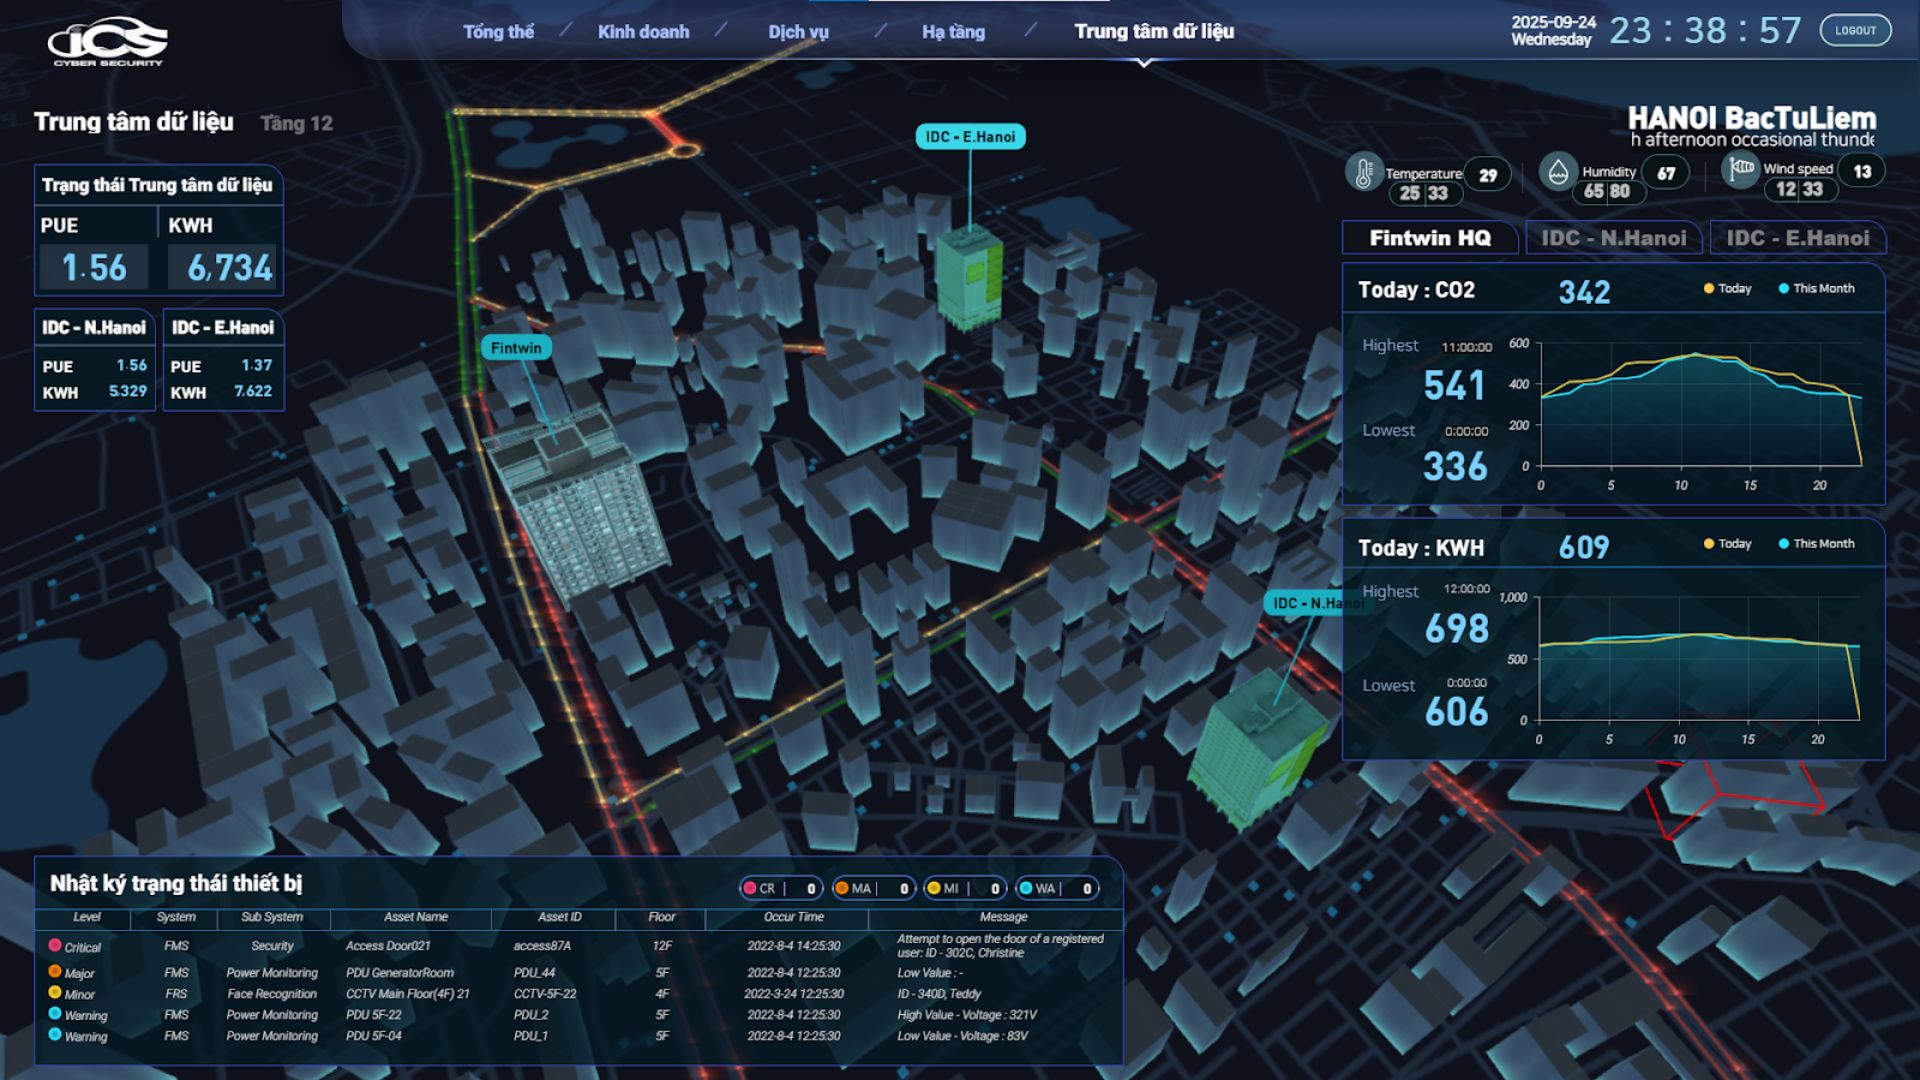 iCS
CYBER SECURITY
Tổng thể
Kinh doanh
Dịch vụ
Hạ tầng
Trung tâm dữ liệu
2025-09-24
Wednesday
23 : 38 : 57
LOGOUT
Trung tâm dữ liệu Tầng 12
Trạng thái Trung tâm dữ liệu
PUE KWH
1.56 6,734
IDC - N.Hanoi
PUE 1.56
KWH 5,329
IDC - E.Hanoi
PUE 1.37
KWH 7,622
IDC - E.Hanoi
Fintwin
IDC - N.Hanoi
HANOI BacTuLiem
h afternoon occasional thunde
Temperature 29
25 33
Humidity 67
65 80
Wind speed 13
12 33
Fintwin HQ
IDC - N.Hanoi
IDC - E.Hanoi
Today : CO2 342
Today This Month
Highest 11:00:00
541
Lowest 0:00:00
336
600
400
200
0
0 5 10 15 20
Today : KWH 609
Today This Month
Highest 12:00:00
698
Lowest 0:00:00
606
1,000
500
0
0 5 10 15 20
Nhật ký trạng thái thiết bị
CR | 0 MA | 0 MI | 0 WA | 0
Level System Sub System Asset Name Asset ID Floor Occur Time Message
Critical FMS Security Access Door021 access87A 12F 2022-8-4 14:25:30 Attempt to open the door of a registered
user: ID - 302C, Christine
Major FMS Power Monitoring PDU GeneratorRoom PDU_44 5F 2022-8-4 12:25:30 Low Value : -
Minor FRS Face Recognition CCTV Main Floor(4F) 21 CCTV-5F-22 4F 2022-3-24 12:25:30 ID - 340D, Teddy
Warning FMS Power Monitoring PDU 5F-22 PDU_2 5F 2022-8-4 12:25:30 High Value - Voltage : 321V
Warning FMS Power Monitoring PDU 5F-04 PDU_1 5F 2022-8-4 12:25:30 Low Value - Voltage : 83V